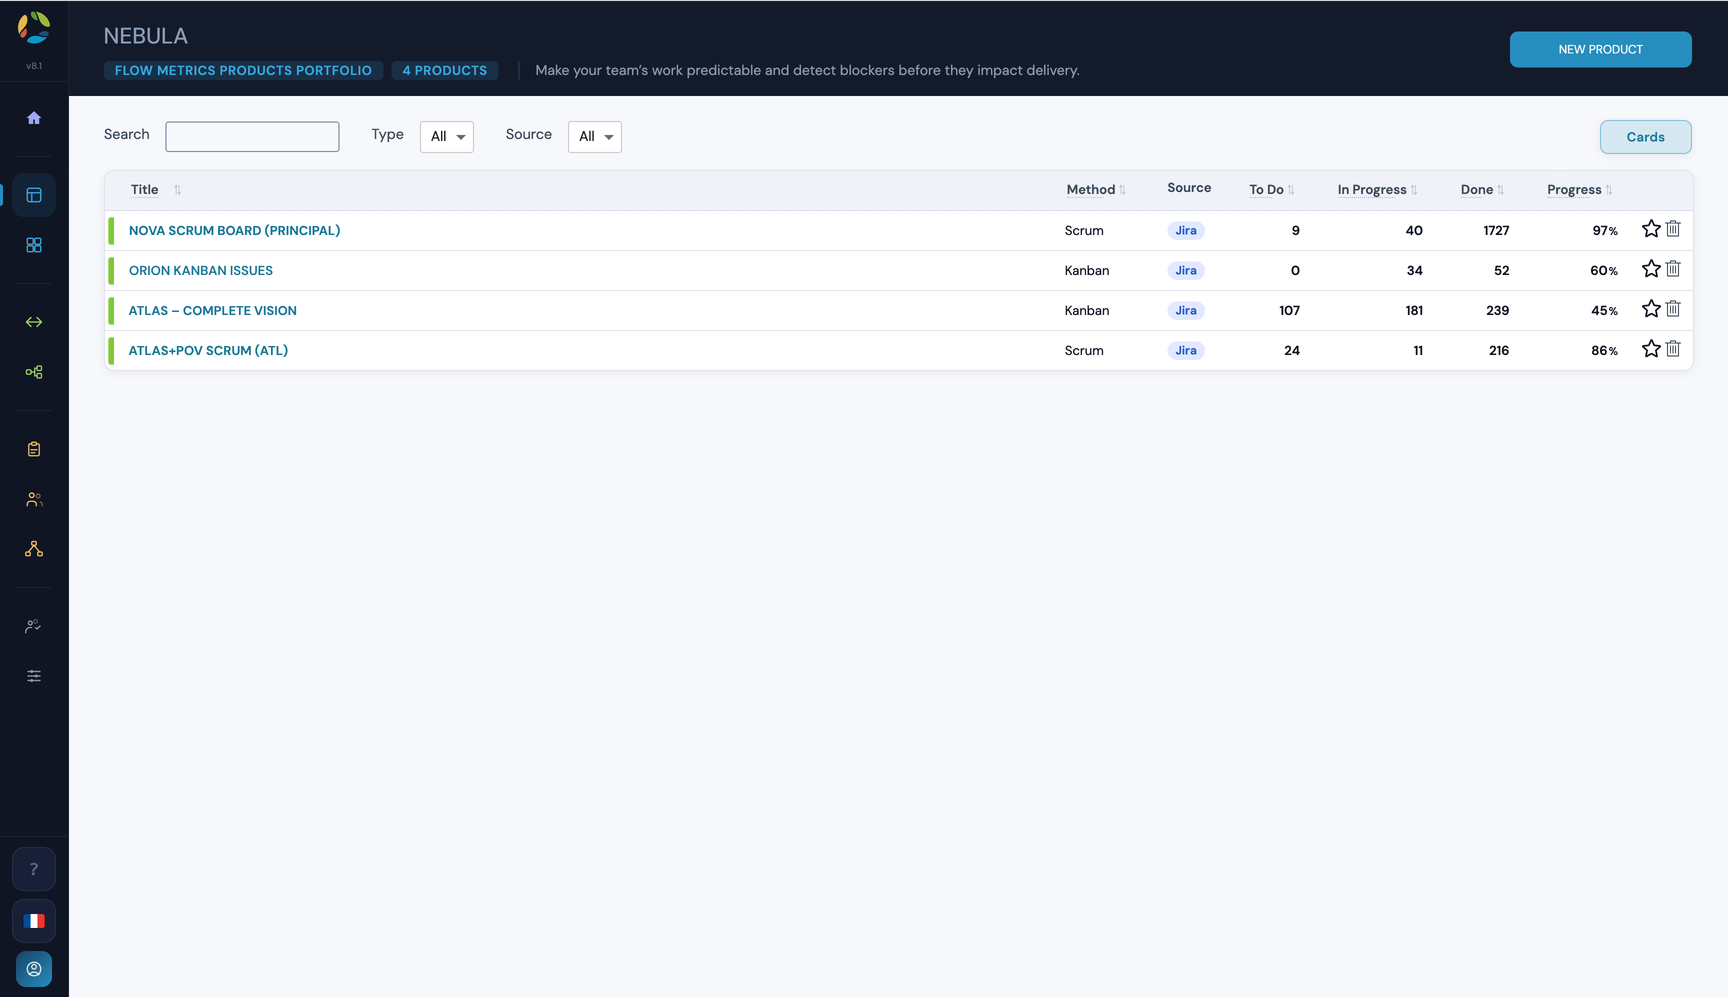 v8.1
NEBULA
FLOW METRICS PRODUCTS PORTFOLIO 4 PRODUCTS Make your team's work predictable and detect blockers before they impact delivery.
NEW PRODUCT
Search Type All Source All Cards
Title Method Source To Do In Progress Done Progress
NOVA SCRUM BOARD (PRINCIPAL) Scrum Jira 9 40 1727 97%
ORION KANBAN ISSUES Kanban Jira 0 34 52 60%
ATLAS – COMPLETE VISION Kanban Jira 107 181 239 45%
ATLAS+POV SCRUM (ATL) Scrum Jira 24 11 216 86%
?